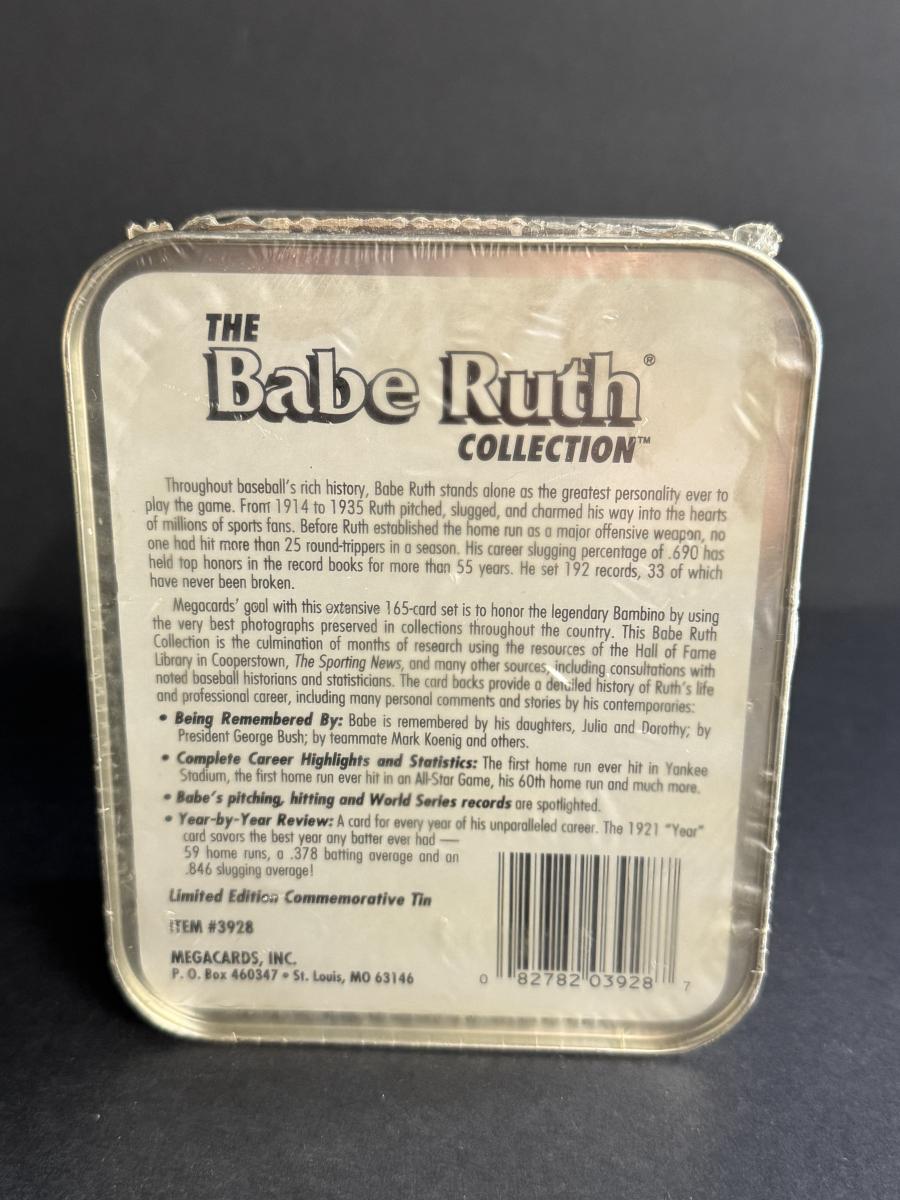 THE
Babe Ruth®
COLLECTION™
Throughout baseball's rich history, Babe Ruth stands alone as the greatest personality ever to
play the game. From 1914 to 1935 Ruth pitched, slugged, and charmed his way into the hearts
of millions of sports fans. Before Ruth established the home run as a major offensive weapon, no
one had hit more than 25 round-trippers in a season. His career slugging percentage of .690 has
held top honors in the record books for more than 55 years. He set 192 records, 33 of which
have never been broken.
Megacards' goal with this extensive 165-card set is to honor the legendary Bambino by using
the very best photographs preserved in collections throughout the country. This Babe Ruth
Collection is the culmination of months of research using the resources of the Hall of Fame
Library in Cooperstown, The Sporting News, and many other sources, including consultations with
noted baseball historians and statisticians. The card backs provide a detailed history of Ruth's life
and professional career, including many personal comments and stories by his contemporaries:
• Being Remembered By: Babe is remembered by his daughters, Julia and Dorothy; by
President George Bush; by teammate Mark Koenig and others.
• Complete Career Highlights and Statistics: The first home run ever hit in Yankee
Stadium, the first home run ever hit in an All-Star Game, his 60th home run and much more.
• Babe's pitching, hitting and World Series records are spotlighted.
• Year-by-Year Review: A card for every year of his unparalleled career. The 1921 "Year"
card savors the best year any batter ever had —
59 home runs, a .378 batting average and an
.846 slugging average!
Limited Edition Commemorative Tin
ITEM #3928
MEGACARDS, INC.
P. O. Box 460347 • St. Louis, MO 63146
0 82782 03928 7